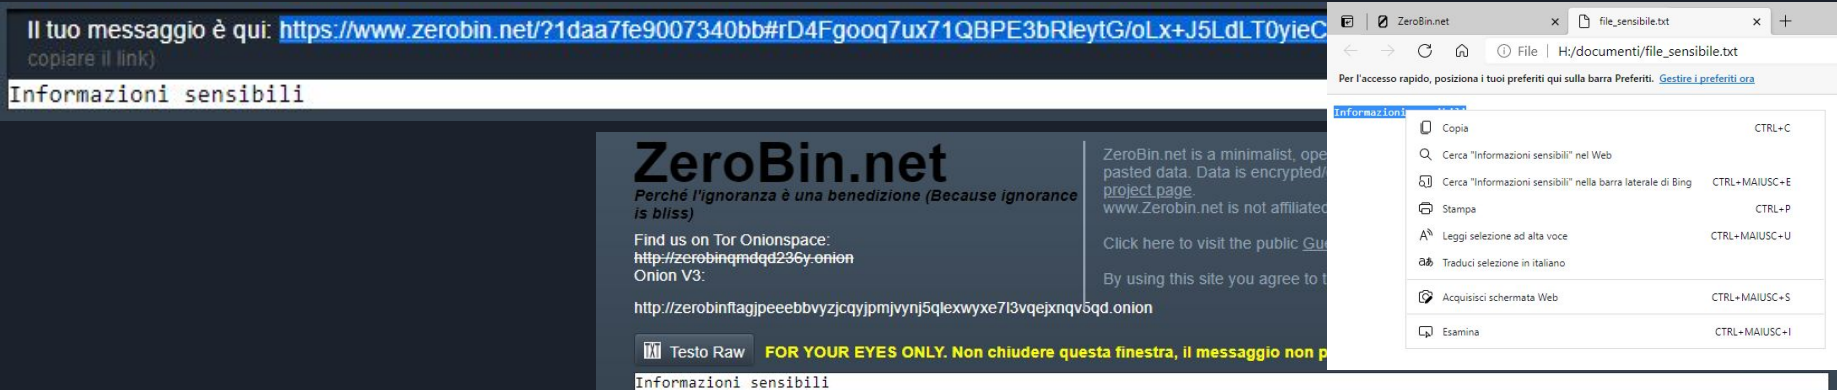 Il tuo messaggio è qui: https://www.zerobin.net/?1daa7fe9007340bb#rD4Fgooq7ux71QBPE3bRleytG/oLx+J5LdLT0yieC
copiare il link)
Informazioni sensibili
ZeroBin.net
Perché l'ignoranza è una benedizione (Because ignorance
is bliss)
Find us on Tor Onionspace:
http://zerobinqmdqd236y.onion
Onion V3:
http://zerobinftagjpeeebbvyzjcqyjpmjvynj5qlexwyxe7l3vqejxnqv5qd.onion
ZeroBin.net is a minimalist, ope
pasted data. Data is encrypted/
project page.
www.Zerobin.net is not affiliated
Click here to visit the public Gu
By using this site you agree to t
TXT Testo Raw FOR YOUR EYES ONLY. Non chiudere questa finestra, il messaggio non p
Informazioni sensibili
ZeroBin.net
file_sensibile.txt
File | H:/documenti/file_sensibile.txt
Per l'accesso rapido, posiziona i tuoi preferiti qui sulla barra Preferiti. Gestire i preferiti ora
Informazioni
Copia CTRL+C
Cerca "Informazioni sensibili" nel Web
Cerca "Informazioni sensibili" nella barra laterale di Bing CTRL+MAIUSC+E
Stampa CTRL+P
Leggi selezione ad alta voce CTRL+MAIUSC+U
Traduci selezione in italiano
Acquisisci schermata Web CTRL+MAIUSC+S
Esamina CTRL+MAIUSC+I